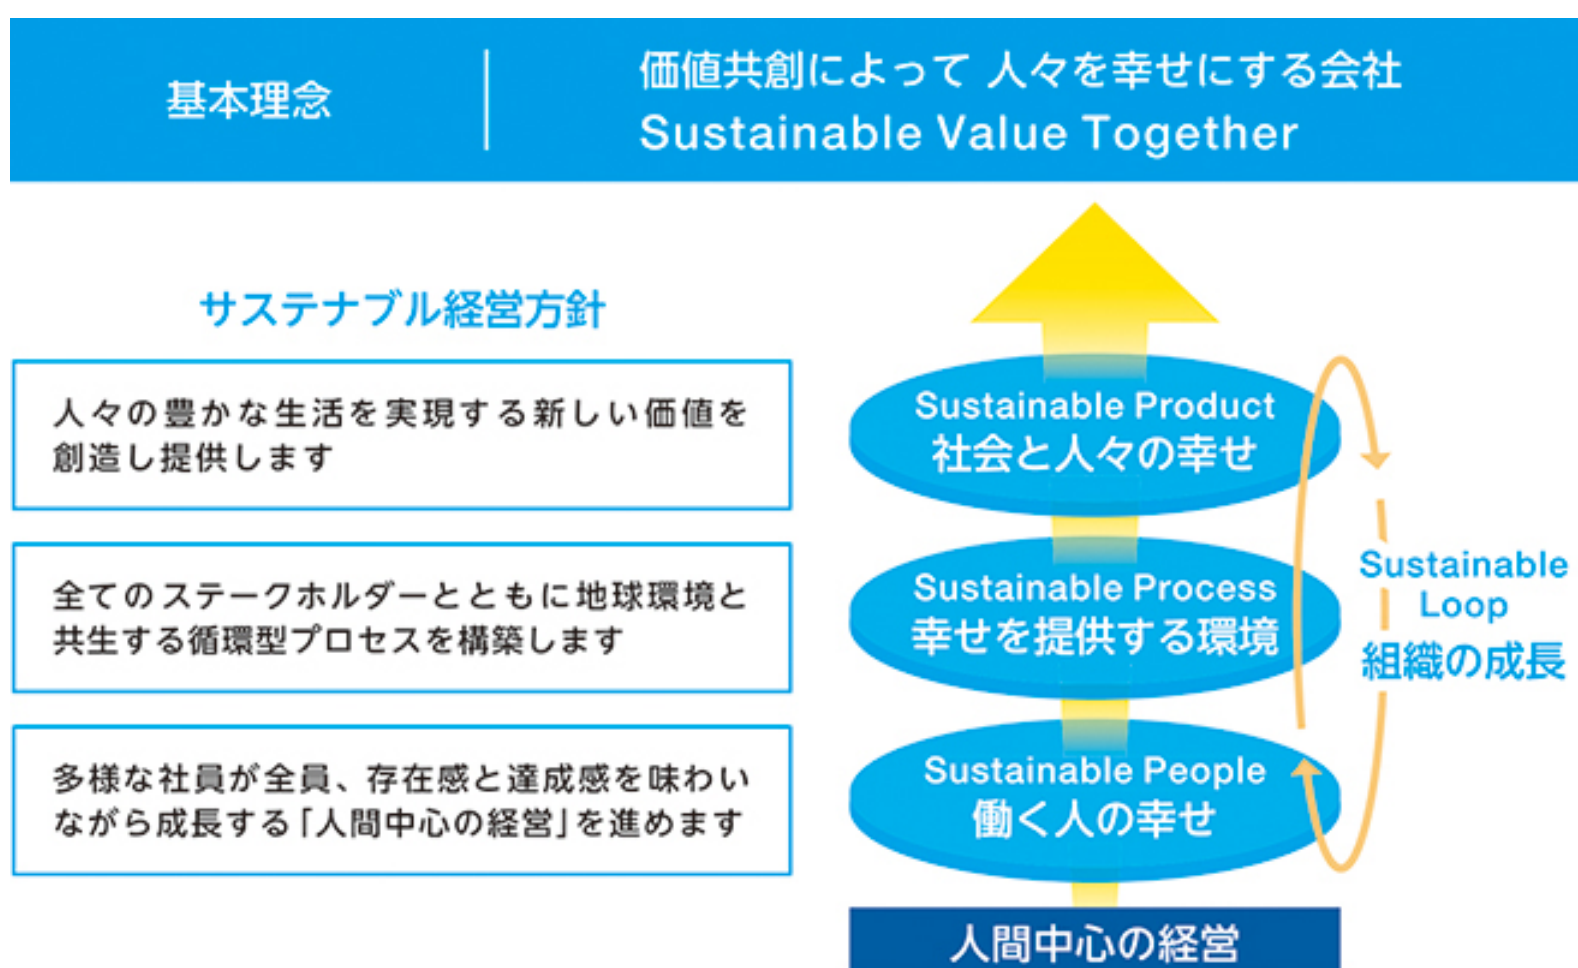 基本理念
価値共創によって 人々を幸せにする会社
Sustainable Value Together
サステナブル経営方針
人々の豊かな生活を実現する新しい価値を
創造し提供します
全てのステークホルダーとともに地球環境と
共生する循環型プロセスを構築します
多様な社員が全員、存在感と達成感を味わい
ながら成長する「人間中心の経営」を進めます
Sustainable Product
社会と人々の幸せ
Sustainable Process
幸せを提供する環境
Sustainable People
働く人の幸せ
人間中心の経営
Sustainable
Loop
組織の成長